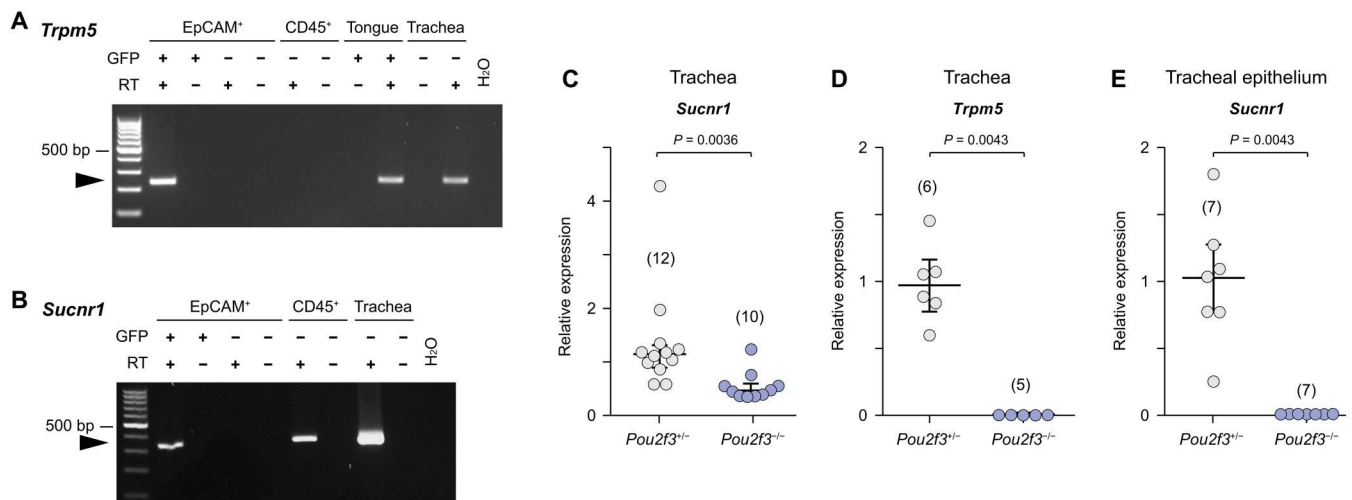 A Trpm5
EpCAM⁺ CD45⁺ Tongue Trachea
GFP + + − − − − + + − −
RT + − + − + − − + − + H₂O
500 bp
B Sucnr1
EpCAM⁺ CD45⁺ Trachea
GFP + + − − − − − −
RT + − + − + − + − H₂O
500 bp
C Trachea
Sucnr1
P = 0.0036
Relative expression
4
2
0
(12)
(10)
Pou2f3⁺/⁻ Pou2f3⁻/⁻
D Trachea
Trpm5
P = 0.0043
Relative expression
2
1
0
(6)
(5)
Pou2f3⁺/⁻ Pou2f3⁻/⁻
E Tracheal epithelium
Sucnr1
P = 0.0043
Relative expression
2
1
0
(7)
(7)
Pou2f3⁺/⁻ Pou2f3⁻/⁻